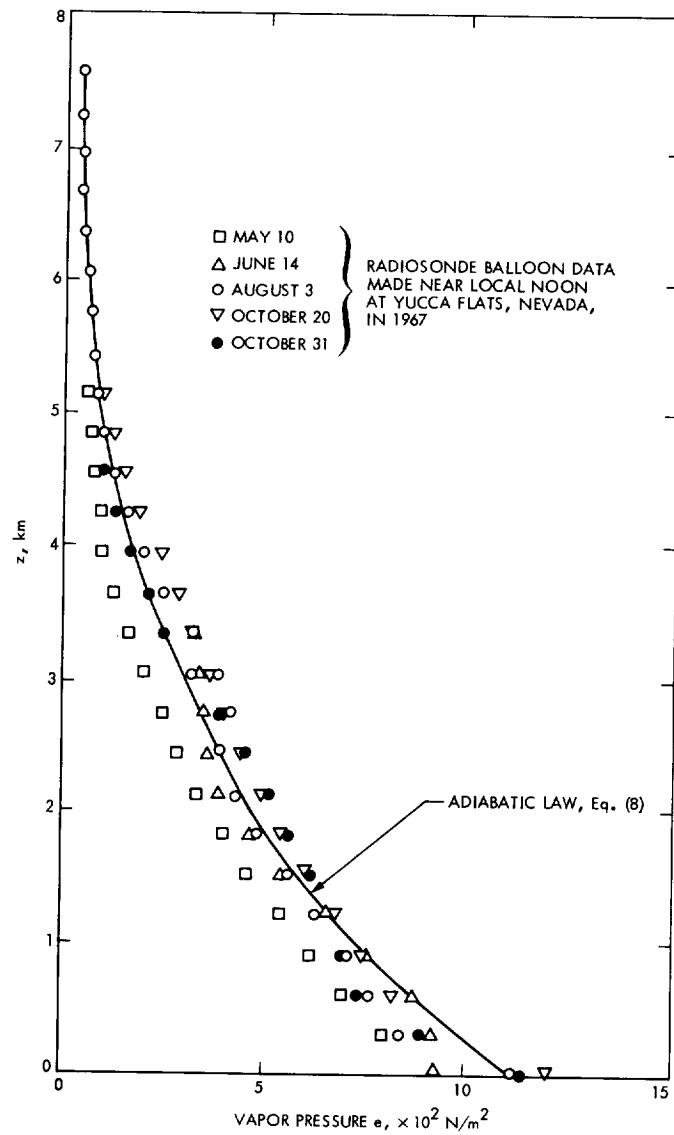 8
7
6
5
4
3
2
1
0
z, km
□ MAY 10
△ JUNE 14
○ AUGUST 3
▽ OCTOBER 20
● OCTOBER 31
RADIOSONDE BALLOON DATA
MADE NEAR LOCAL NOON
AT YUCCA FLATS, NEVADA,
IN 1967
ADIABATIC LAW, Eq. (8)
0 5 10 15
VAPOR PRESSURE e, × 10² N/m²